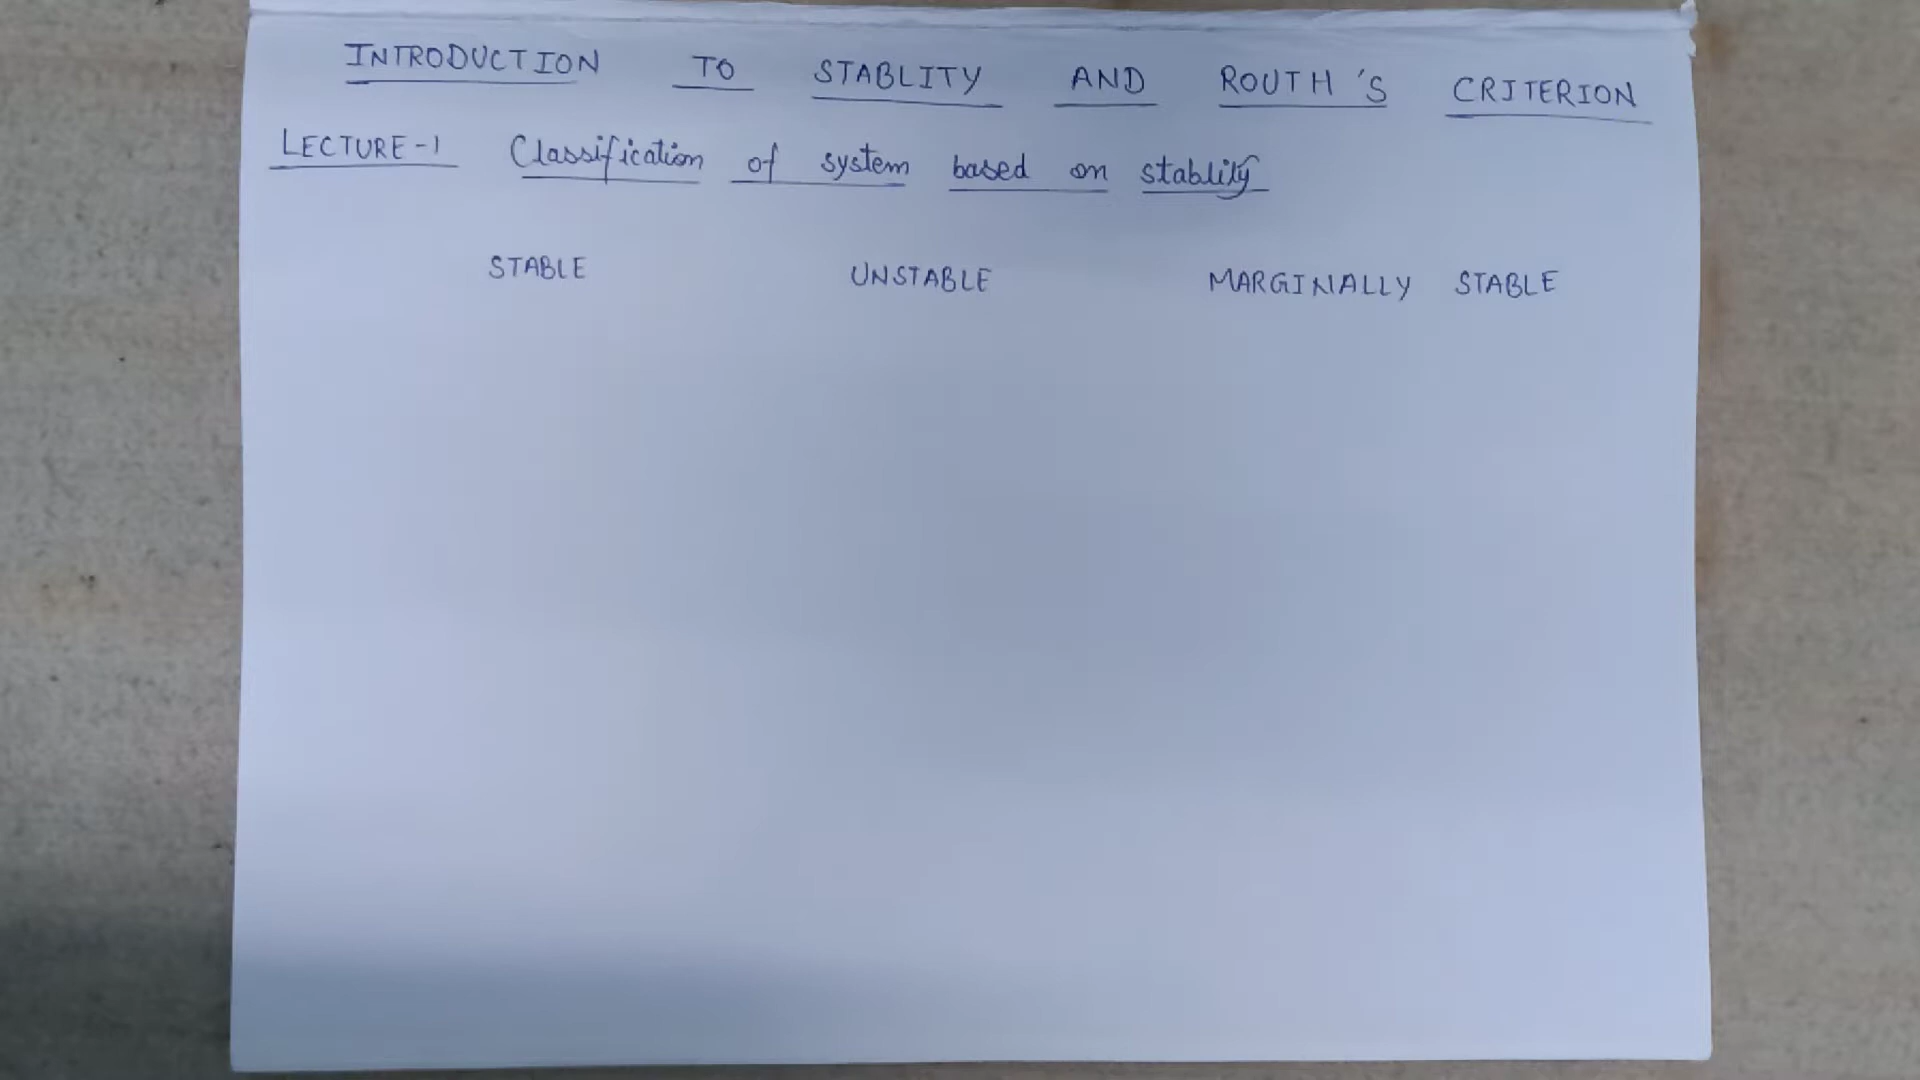 INTRODUCTION TO STABLITY AND ROUTH'S CRITERION
LECTURE-1 Classification of system based on stablity
STABLE UNSTABLE MARGINALLY STABLE